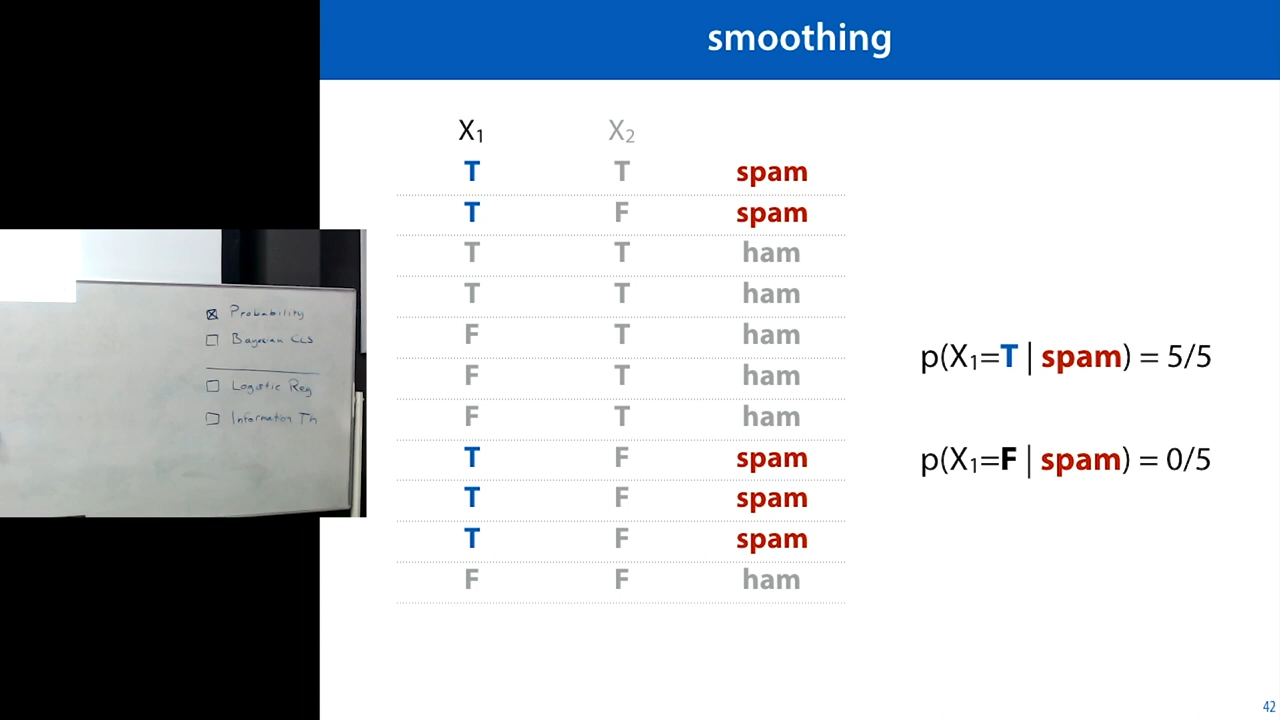 smoothing
X₁ X₂
T T spam
T F spam
T T ham
T T ham
F T ham
F T ham
F T ham
T F spam
T F spam
T F spam
F F ham
p(X₁=T | spam) = 5/5
p(X₁=F | spam) = 0/5
Probability
Bayesian CLS
Logistic Reg
Information Th
42